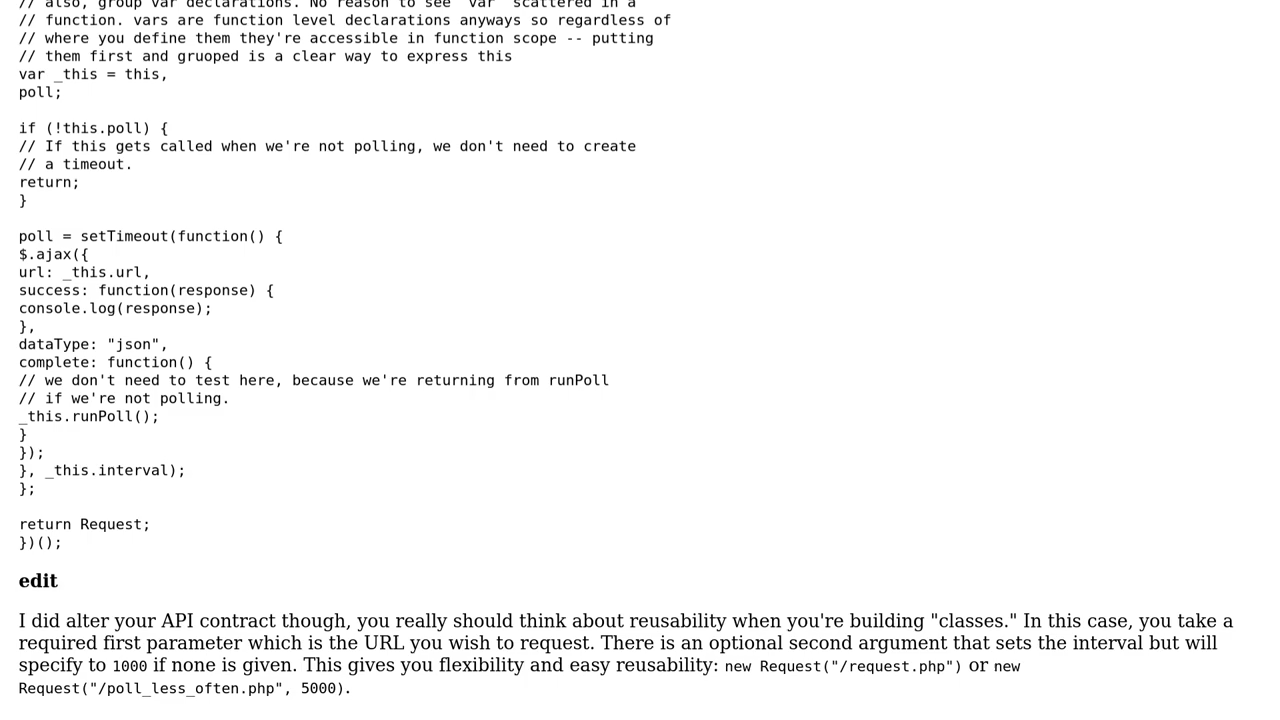 // also, group var declarations. No reason to see `var` scattered in a
// function. vars are function level declarations anyways so regardless of
// where you define them they're accessible in function scope -- putting
// them first and gruoped is a clear way to express this
var _this = this,
poll;

if (!this.poll) {
// If this gets called when we're not polling, we don't need to create
// a timeout.
return;
}

poll = setTimeout(function() {
$.ajax({
url: _this.url,
success: function(response) {
console.log(response);
},
dataType: "json",
complete: function() {
// we don't need to test here, because we're returning from runPoll
// if we're not polling.
_this.runPoll();
}
});
}, _this.interval);
};

return Request;
})();
edit
I did alter your API contract though, you really should think about reusability when you're building "classes." In this case, you take a
required first parameter which is the URL you wish to request. There is an optional second argument that sets the interval but will
specify to 1000 if none is given. This gives you flexibility and easy reusability: new Request("/request.php") or new
Request("/poll_less_often.php", 5000).